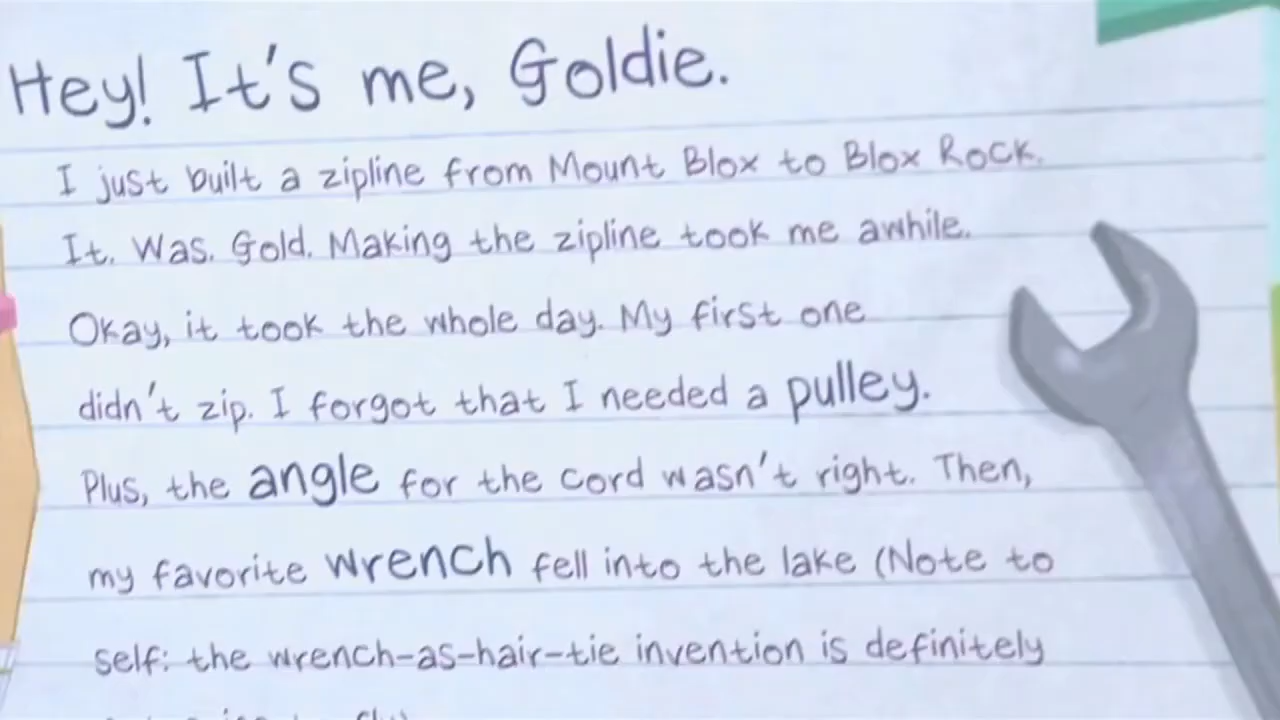 Hey! It's me, Goldie.
I just built a zipline from Mount Blox to Blox Rock.
It. Was. Gold. Making the zipline took me awhile.
Okay, it took the whole day. My first one
didn't zip. I forgot that I needed a pulley.
Plus, the angle for the cord wasn't right. Then,
my favorite wrench fell into the lake (Note to
self: the wrench-as-hair-tie invention is definitely